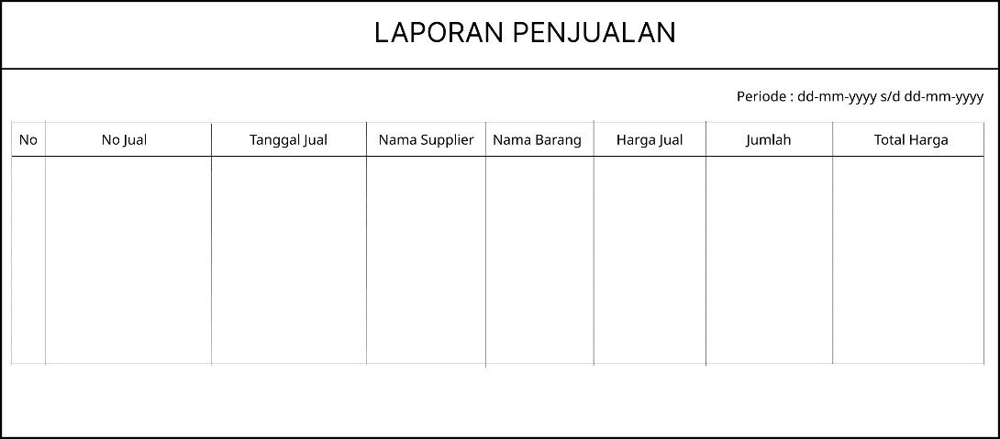 LAPORAN PENJUALAN
Periode : dd-mm-yyyy s/d dd-mm-yyyy
No No Jual Tanggal Jual Nama Supplier Nama Barang Harga Jual Jumlah Total Harga